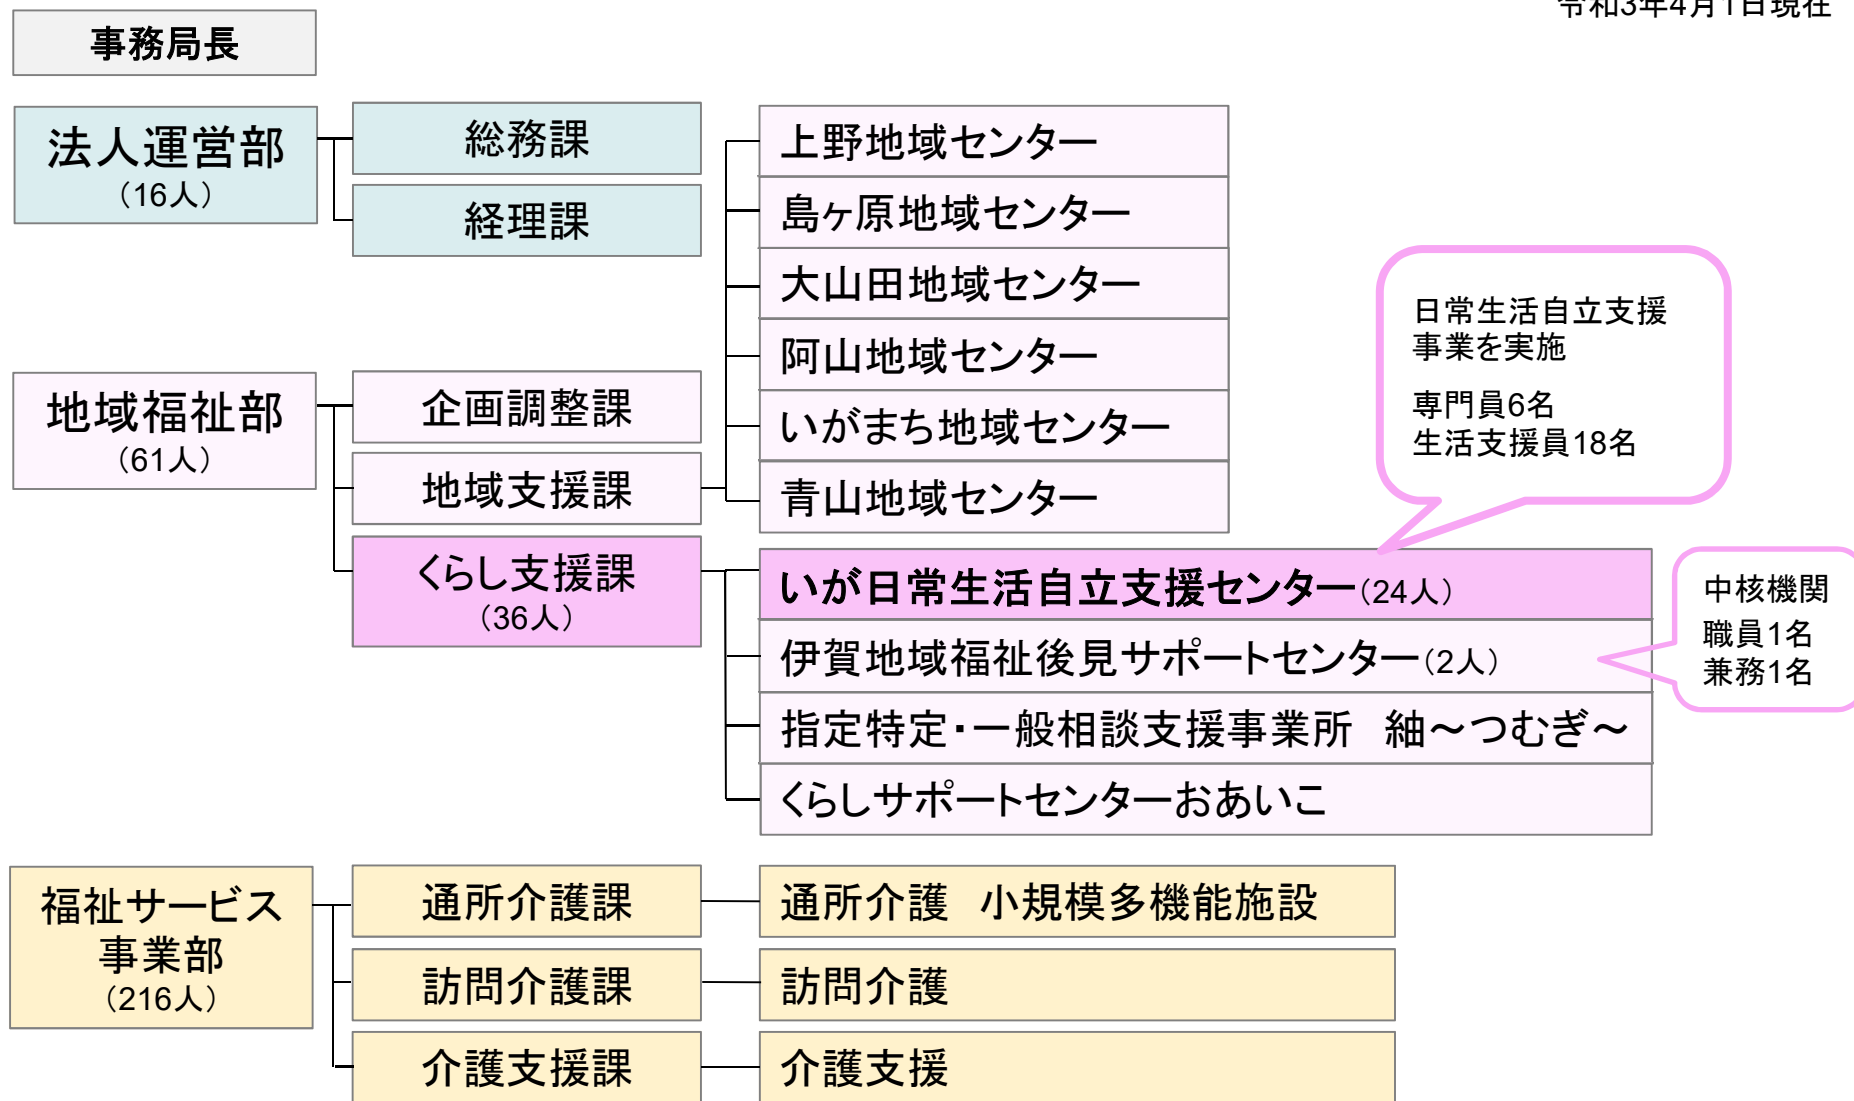 令和3年4月1日現在
事務局長
法人運営部
（16人）
総務課
経理課
上野地域センター
島ヶ原地域センター
大山田地域センター
阿山地域センター
いがまち地域センター
青山地域センター
地域福祉部
（61人）
企画調整課
地域支援課
くらし支援課
（36人）
日常生活自立支援
事業を実施
専門員6名
生活支援員18名
いが日常生活自立支援センター（24人）
伊賀地域福祉後見サポートセンター（2人）
指定特定・一般相談支援事業所　紬～つむぎ～
くらしサポートセンターおあいこ
中核機関
職員1名
兼務1名
福祉サービス
事業部
（216人）
通所介護課
通所介護　小規模多機能施設
訪問介護課
訪問介護
介護支援課
介護支援